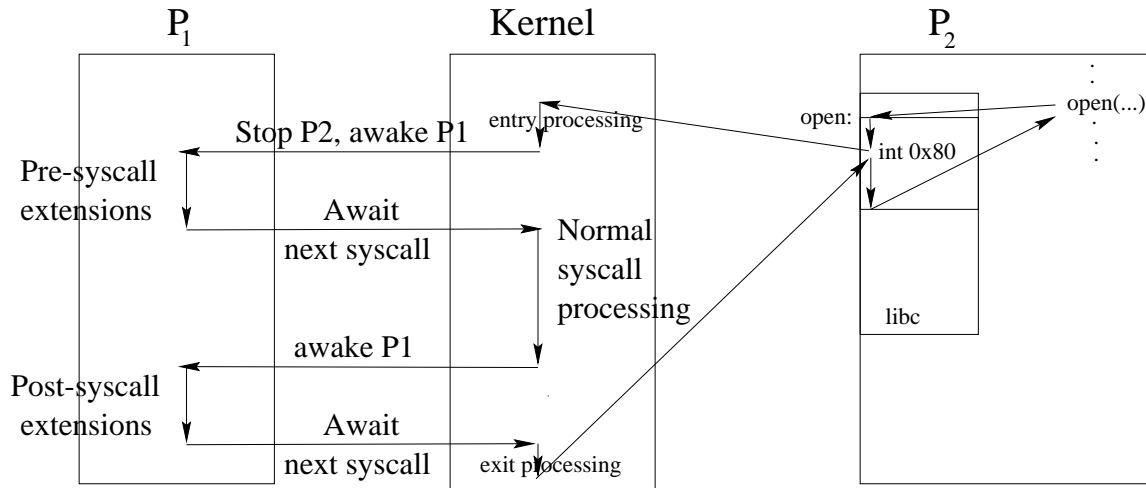 P1
Kernel
P2
open(...)
entry processing
open:
Stop P2, awake P1
int 0x80
Pre-syscall
extensions
Await
next syscall
Normal
syscall
processing
libc
awake P1
Post-syscall
extensions
Await
next syscall
exit processing